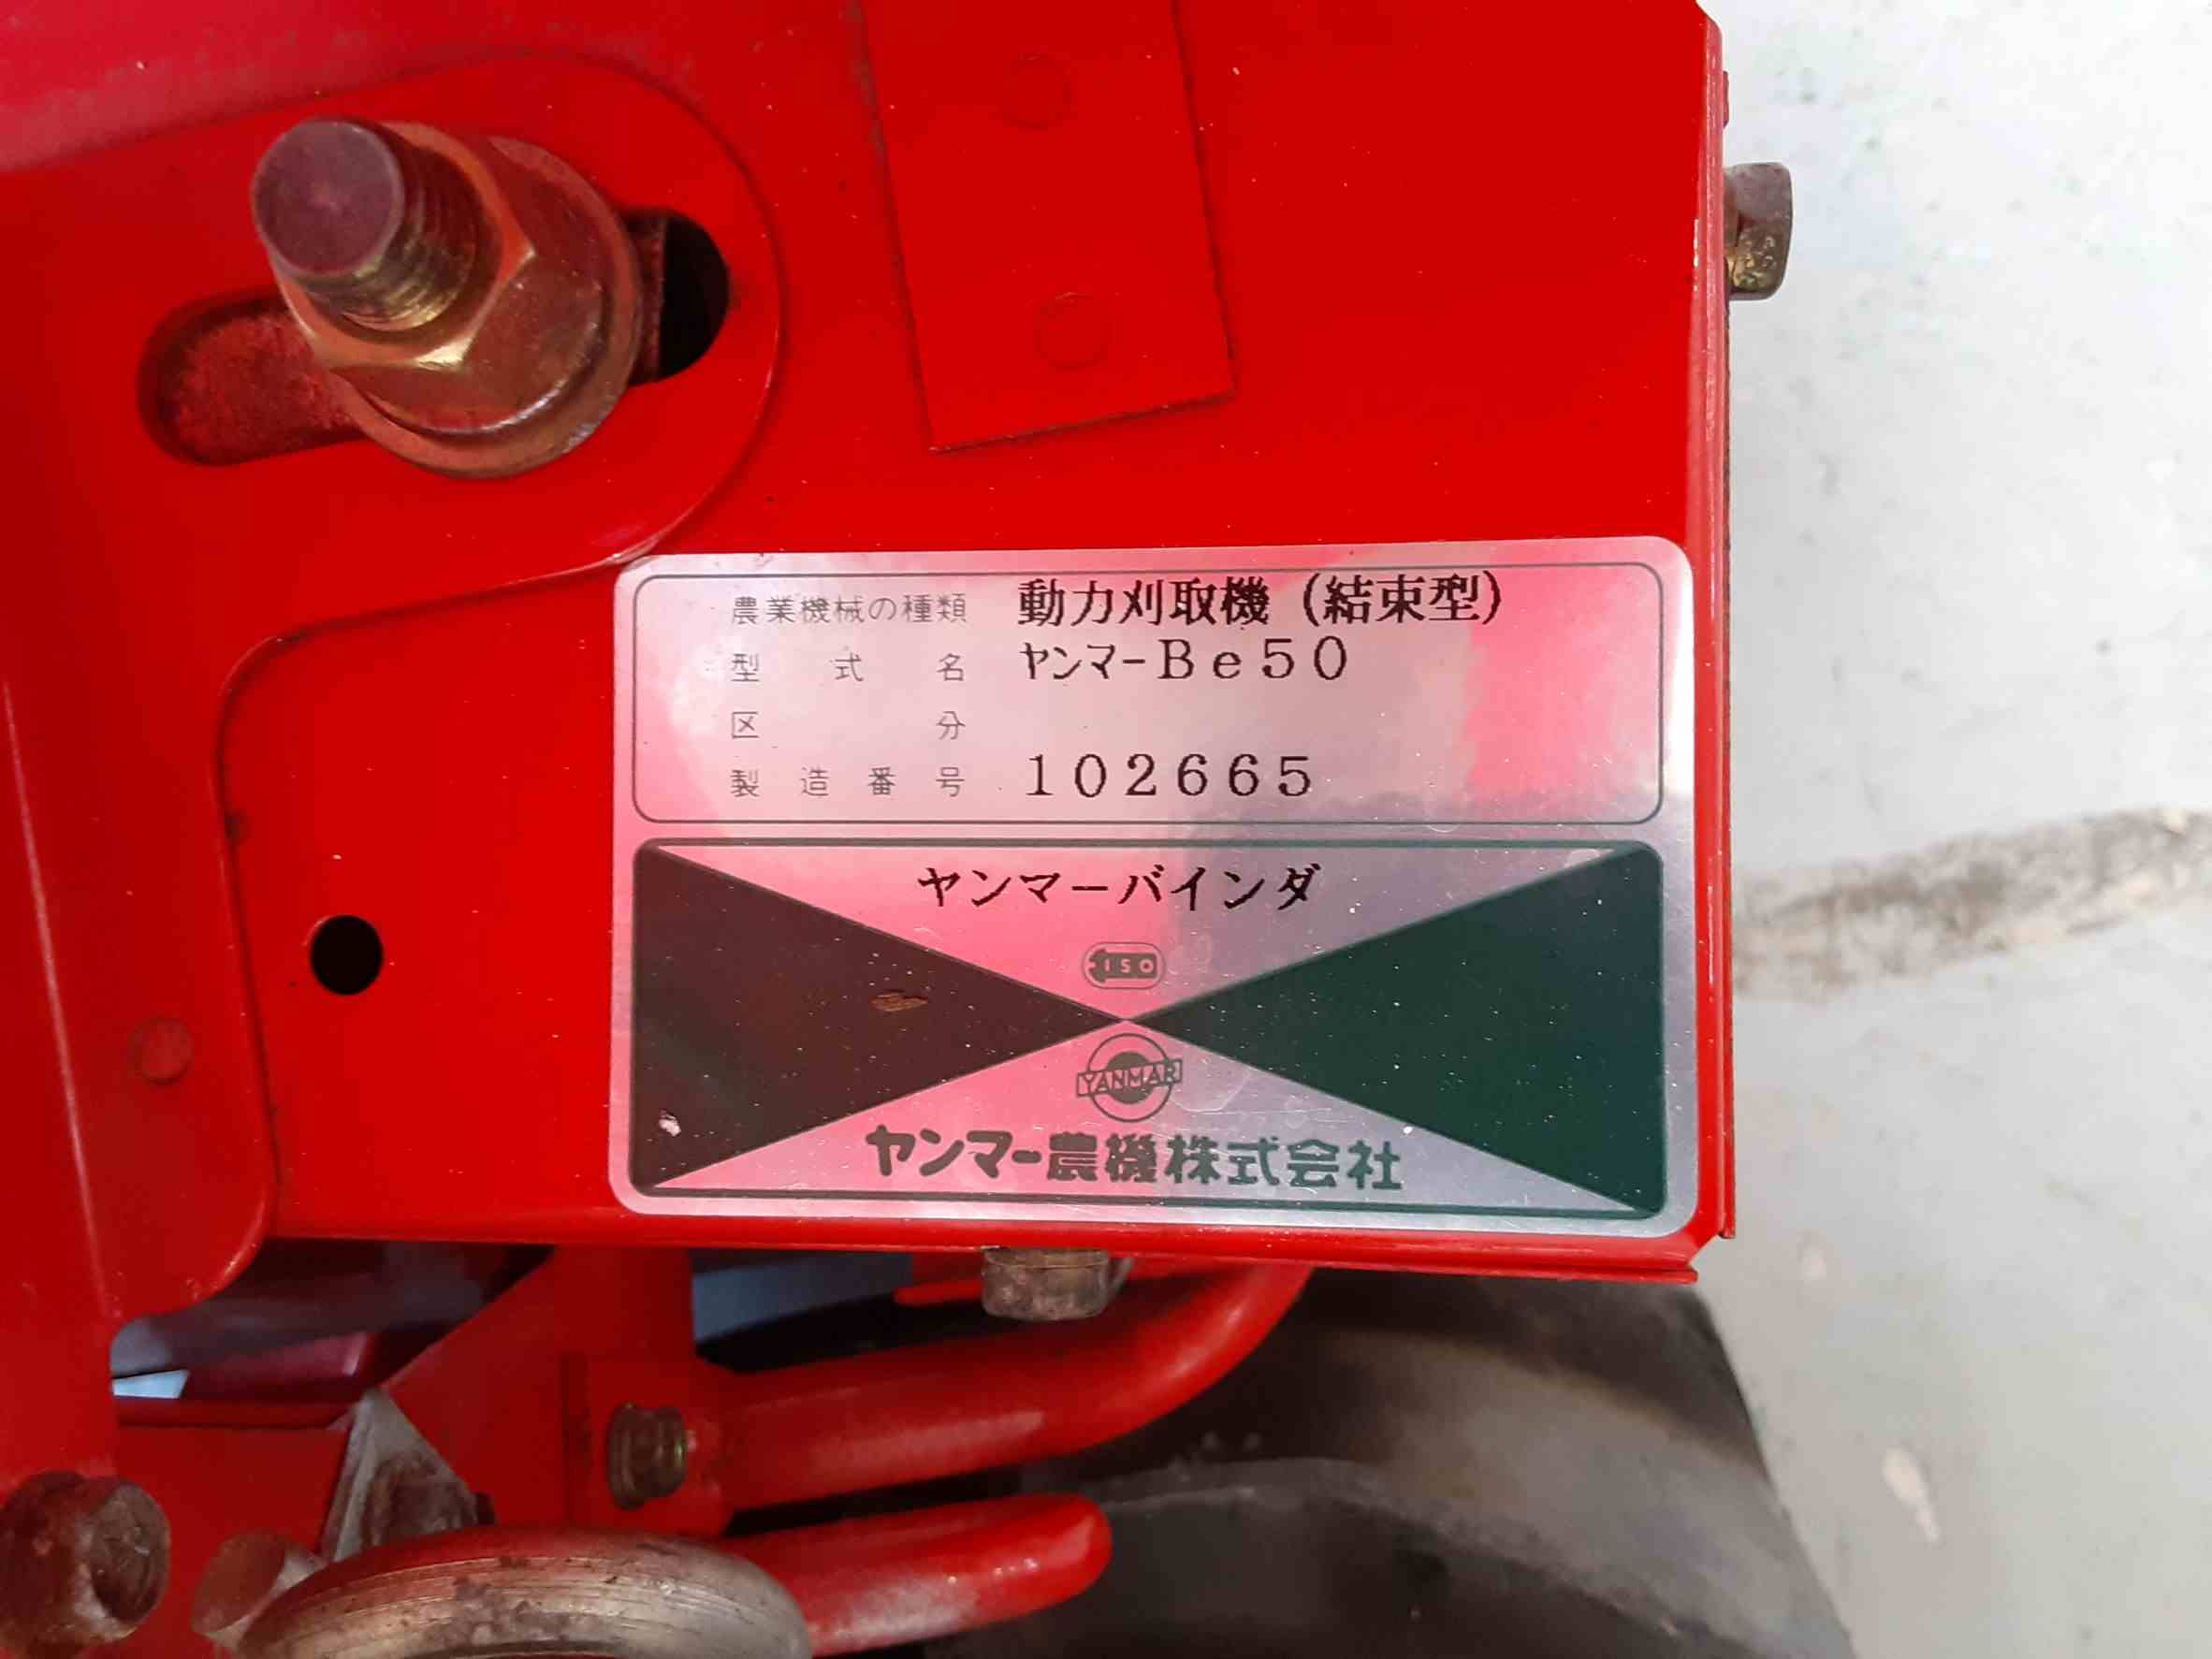 農業機械の種類 動力刈取機（結束型）
型式名 ヤンマーBe50
区分
製造番号 102665
ヤンマーバインダ
ISO
YANMAR
ヤンマー農機株式会社